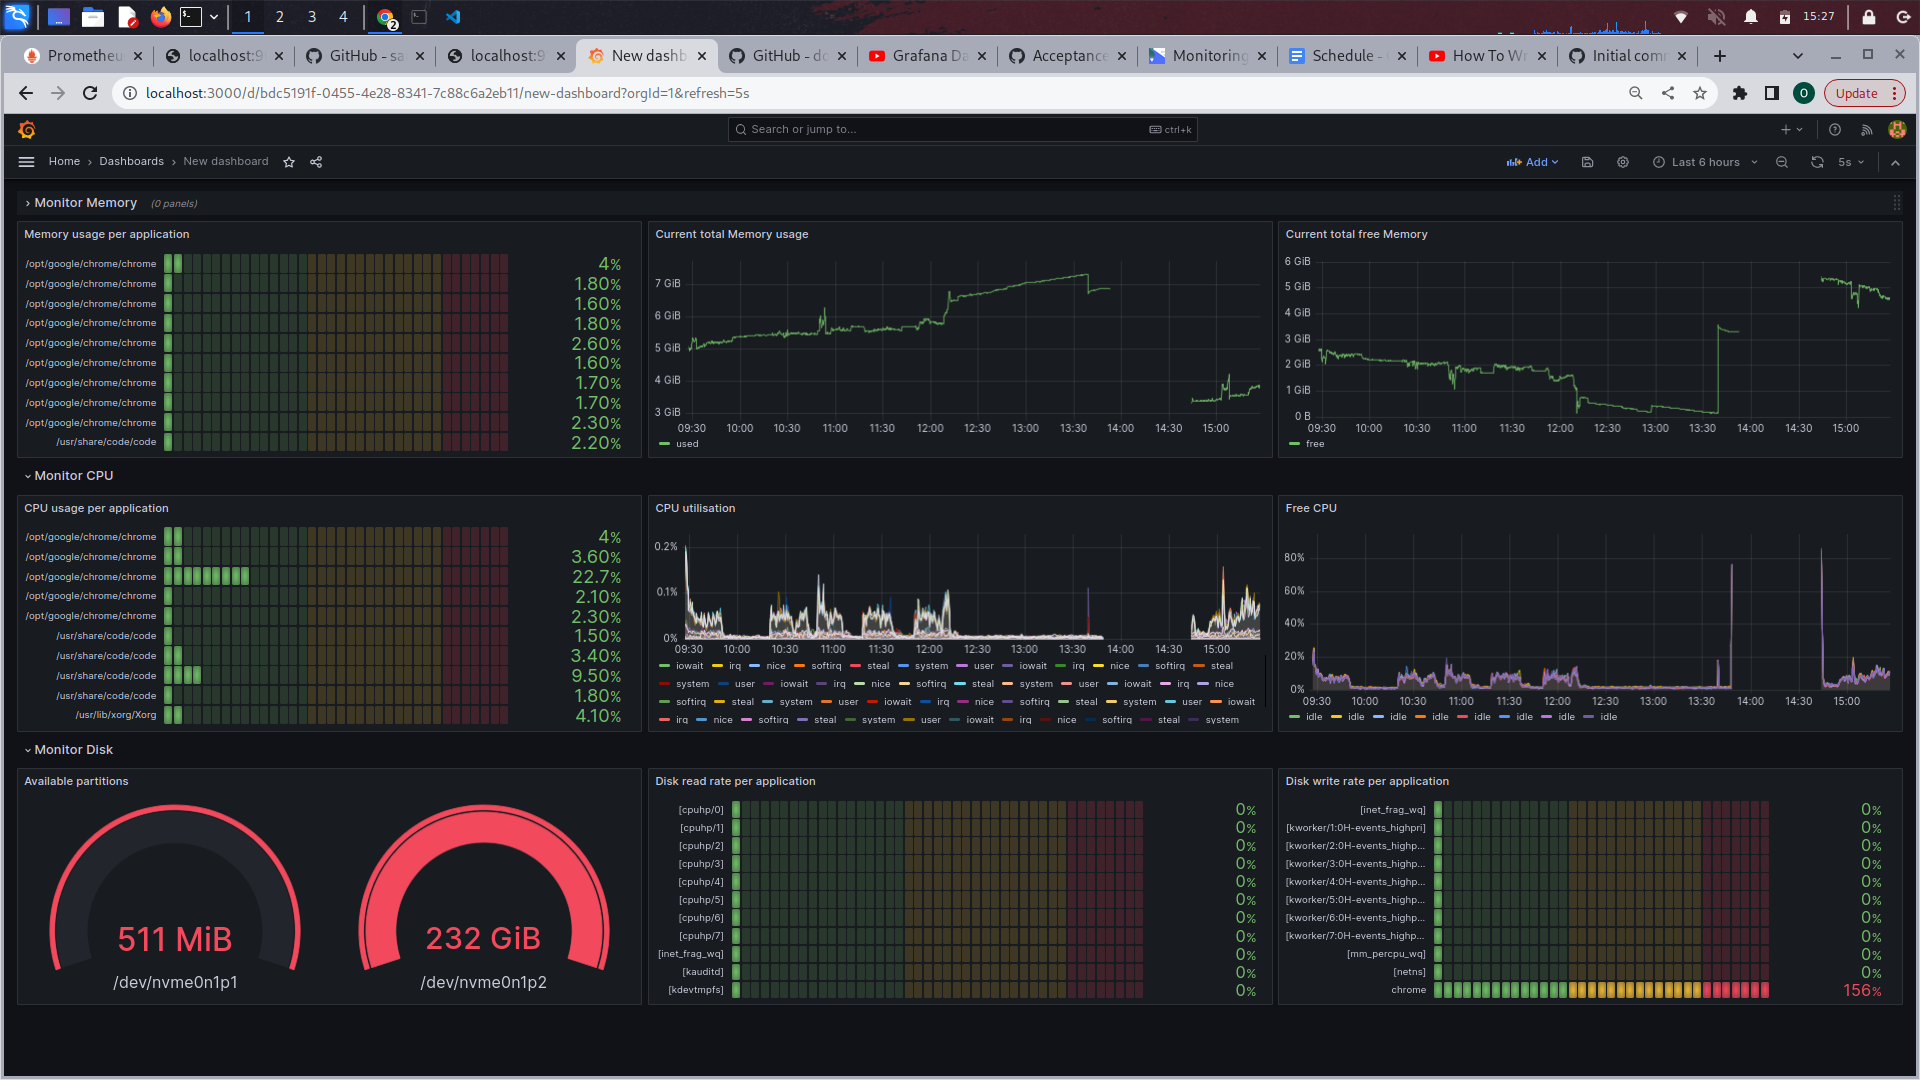 1 2 3 4 2 15:27
Prometheu localhost:9 GitHub - sa localhost:9 New dashb GitHub - do Grafana Da Acceptance Monitoring Schedule - How To Wr Initial com
localhost:3000/d/bdc5191f-0455-4e28-8341-7c88c6a2eb11/new-dashboard?orgId=1&refresh=5s O Update
Search or jump to... ctrl+k
Home › Dashboards › New dashboard Add Last 6 hours 5s
Monitor Memory (0 panels)
Memory usage per application
/opt/google/chrome/chrome 4%
/opt/google/chrome/chrome 1.80%
/opt/google/chrome/chrome 1.60%
/opt/google/chrome/chrome 1.80%
/opt/google/chrome/chrome 2.60%
/opt/google/chrome/chrome 1.60%
/opt/google/chrome/chrome 1.70%
/opt/google/chrome/chrome 1.70%
/opt/google/chrome/chrome 2.30%
/usr/share/code/code 2.20%
Current total Memory usage
7 GiB
6 GiB
5 GiB
4 GiB
3 GiB
09:30 10:00 10:30 11:00 11:30 12:00 12:30 13:00 13:30 14:00 14:30 15:00
used
Current total free Memory
6 GiB
5 GiB
4 GiB
3 GiB
2 GiB
1 GiB
0 B
09:30 10:00 10:30 11:00 11:30 12:00 12:30 13:00 13:30 14:00 14:30 15:00
free
Monitor CPU
CPU usage per application
/opt/google/chrome/chrome 4%
/opt/google/chrome/chrome 3.60%
/opt/google/chrome/chrome 22.7%
/opt/google/chrome/chrome 2.10%
/opt/google/chrome/chrome 2.30%
/usr/share/code/code 1.50%
/usr/share/code/code 3.40%
/usr/share/code/code 9.50%
/usr/share/code/code 1.80%
/usr/lib/xorg/Xorg 4.10%
CPU utilisation
0.2%
0.1%
0%
09:30 10:00 10:30 11:00 11:30 12:00 12:30 13:00 13:30 14:00 14:30 15:00
iowait irq nice softirq steal system user iowait irq nice softirq steal
system user iowait irq nice softirq steal system user iowait irq nice
softirq steal system user iowait irq nice softirq steal system user iowait
irq nice softirq steal system user iowait irq nice softirq steal system
Free CPU
80%
60%
40%
20%
0%
09:30 10:00 10:30 11:00 11:30 12:00 12:30 13:00 13:30 14:00 14:30 15:00
idle idle idle idle idle idle idle idle
Monitor Disk
Available partitions
511 MiB 232 GiB
/dev/nvme0n1p1 /dev/nvme0n1p2
Disk read rate per application
[cpuhp/0] 0%
[cpuhp/1] 0%
[cpuhp/2] 0%
[cpuhp/3] 0%
[cpuhp/4] 0%
[cpuhp/5] 0%
[cpuhp/6] 0%
[cpuhp/7] 0%
[inet_frag_wq] 0%
[kauditd] 0%
[kdevtmpfs] 0%
Disk write rate per application
[inet_frag_wq] 0%
[kworker/1:0H-events_highpri] 0%
[kworker/2:0H-events_highp... 0%
[kworker/3:0H-events_highp... 0%
[kworker/4:0H-events_highp... 0%
[kworker/5:0H-events_highp... 0%
[kworker/6:0H-events_highp... 0%
[kworker/7:0H-events_highp... 0%
[mm_percpu_wq] 0%
[netns] 0%
chrome 156%